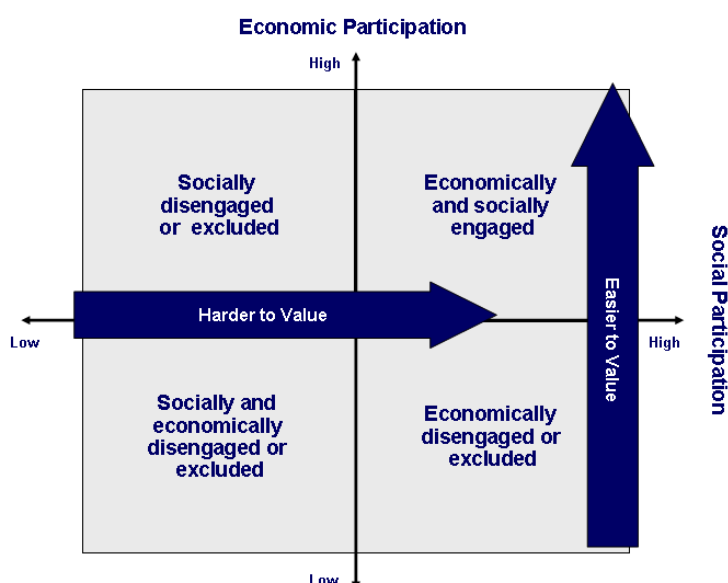 Economic Participation
High
Socially
disengaged
or excluded
Economically
and socially
engaged
Social Participation
Harder to Value
Easier to Value
Low
High
Socially and
economically
disengaged or
excluded
Economically
disengaged or
excluded
Low